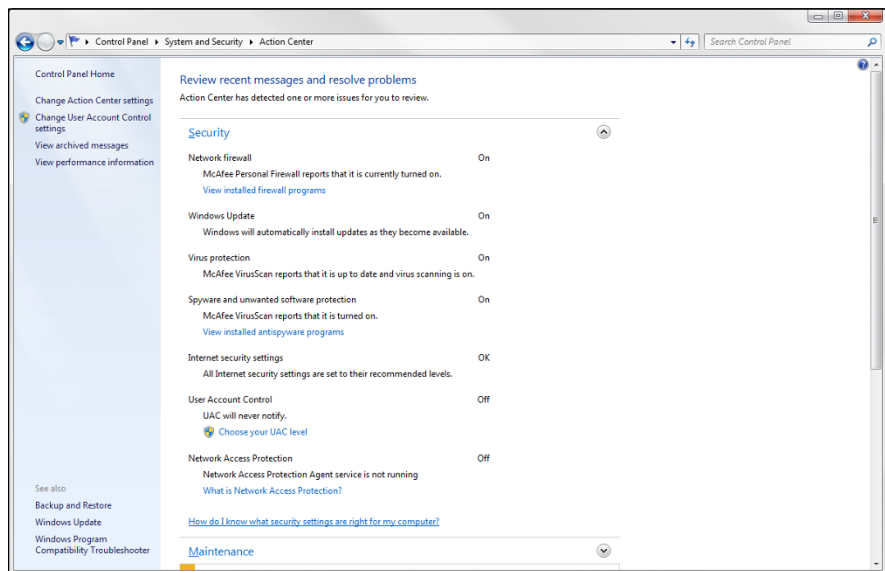 Control Panel ▸ System and Security ▸ Action Center
Search Control Panel
Control Panel Home
Change Action Center settings
Change User Account Control
settings
View archived messages
View performance information
See also
Backup and Restore
Windows Update
Windows Program
Compatibility Troubleshooter
Review recent messages and resolve problems
Action Center has detected one or more issues for you to review.
Security
Network firewall On
McAfee Personal Firewall reports that it is currently turned on.
View installed firewall programs
Windows Update On
Windows will automatically install updates as they become available.
Virus protection On
McAfee VirusScan reports that it is up to date and virus scanning is on.
Spyware and unwanted software protection On
McAfee VirusScan reports that it is turned on.
View installed antispyware programs
Internet security settings OK
All Internet security settings are set to their recommended levels.
User Account Control Off
UAC will never notify.
Choose your UAC level
Network Access Protection Off
Network Access Protection Agent service is not running
What is Network Access Protection?
How do I know what security settings are right for my computer?
Maintenance